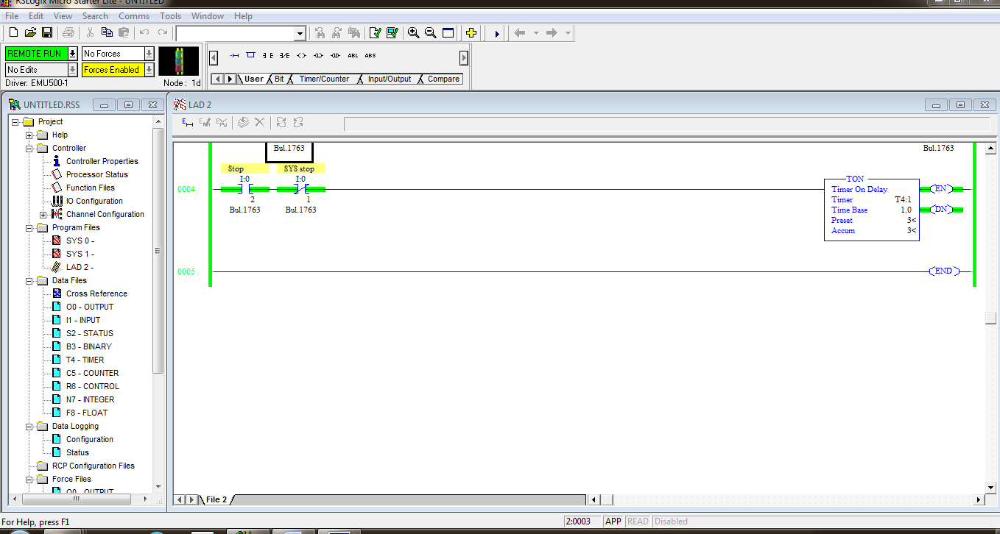 RSLogix Micro Starter Lite - UNTITLED
File Edit View Search Comms Tools Window Help
REMOTE RUN No Forces
No Edits Forces Enabled
Driver: EMU500-1 Node : 1d
ABL ABS
User Bit Timer/Counter Input/Output Compare
UNTITLED.RSS
Project
Help
Controller
Controller Properties
Processor Status
Function Files
IO Configuration
Channel Configuration
Program Files
SYS 0 -
SYS 1 -
LAD 2 -
Data Files
Cross Reference
O0 - OUTPUT
I1 - INPUT
S2 - STATUS
B3 - BINARY
T4 - TIMER
C5 - COUNTER
R6 - CONTROL
N7 - INTEGER
F8 - FLOAT
Data Logging
Configuration
Status
RCP Configuration Files
Force Files
O0 - OUTPUT
LAD 2
Bul.1763 Bul.1763
Stop SYS stop
I:0 I:0
0004
2 1
Bul.1763 Bul.1763
TON
Timer On Delay EN
Timer T4:1
Time Base 1.0 DN
Preset 3<
Accum 3<
0005 END
File 2
For Help, press F1 2:0003 APP READ Disabled